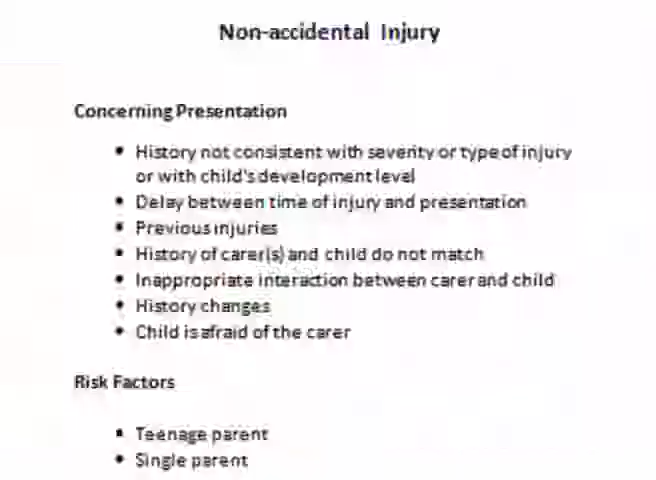 Non-accidental Injury
Concerning Presentation
• History not consistent with severity or type of injury
or with child's development level
• Delay between time of injury and presentation
• Previous injuries
• History of carer(s) and child do not match
• Inappropriate interaction between carer and child
• History changes
• Child is afraid of the carer
Risk Factors
• Teenage parent
• Single parent